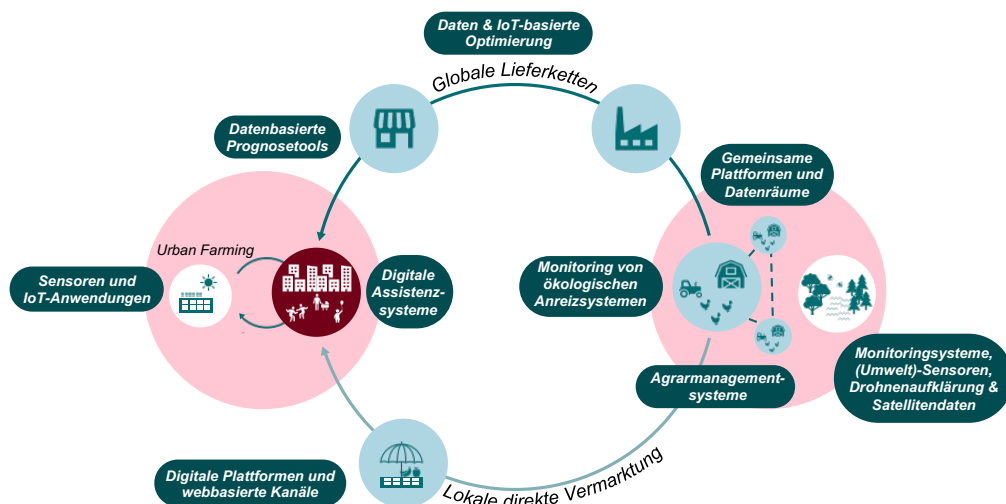 Daten & IoT-basierte
Optimierung
Globale Lieferketten
Datenbasierte
Prognosetools
Gemeinsame
Plattformen und
Datenräume
Urban Farming
Sensoren und
IoT-Anwendungen
Digitale
Assistenz-
systeme
Monitoring von
ökologischen
Anreizsystemen
Monitoringsysteme,
(Umwelt)-Sensoren,
Drohnenaufklärung &
Satellitendaten
Agrarmanagement-
systeme
Digitale Plattformen und
webbasierte Kanäle
Lokale direkte Vermarktung